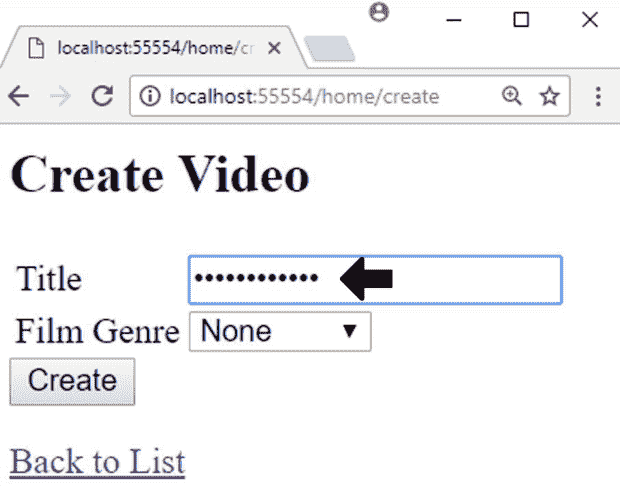 localhost:55554/home/cr
localhost:55554/home/create
Create Video
Title ••••••••••••
Film Genre None
Create
Back to List